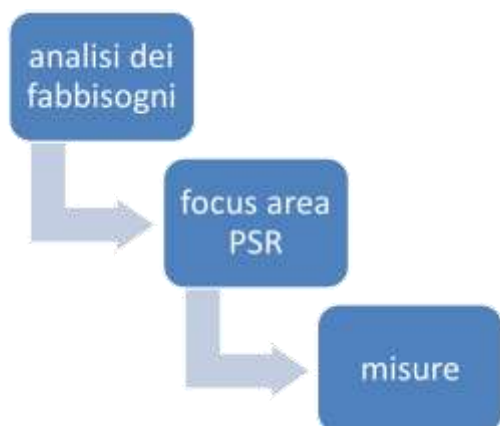 analisi dei
fabbisogni
focus area
PSR
misure